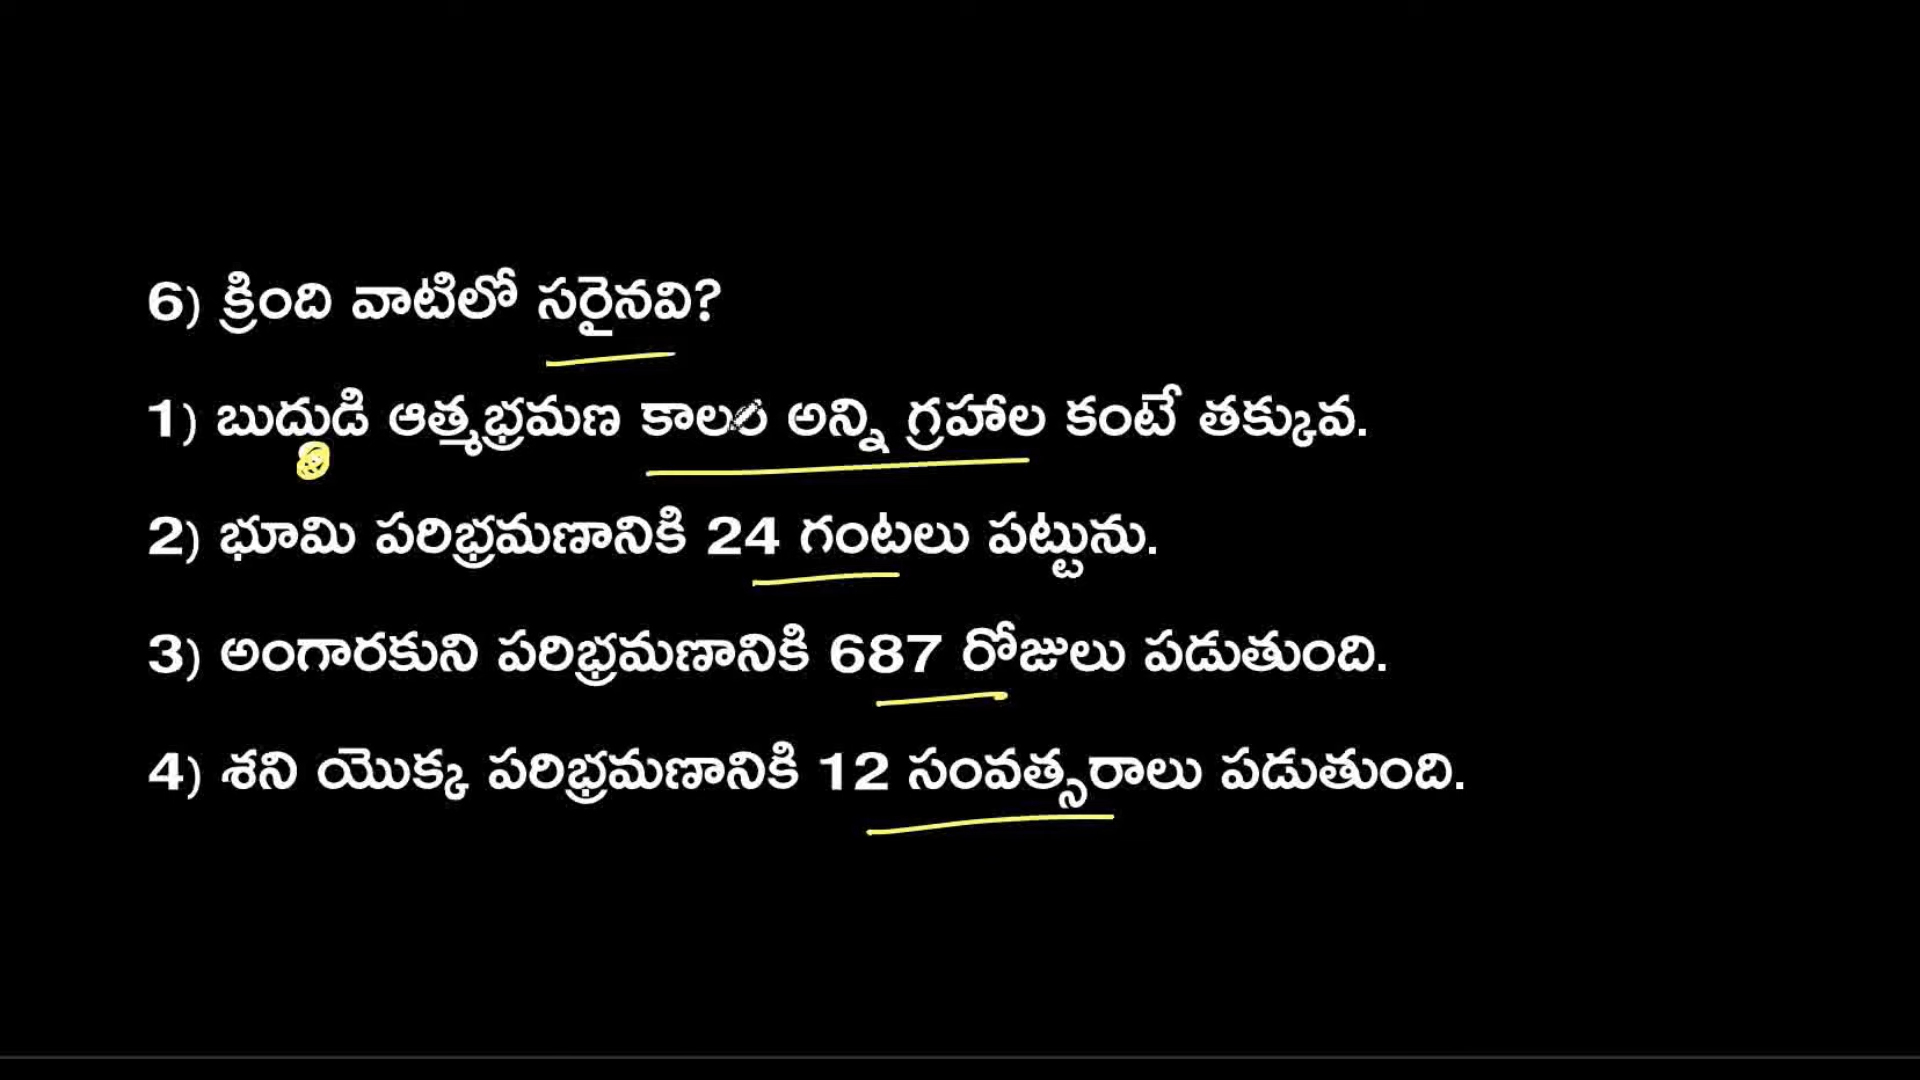 6) క్రింది వాటిలో సరైనవి?
1) బుద్దుడి ఆత్మభ్రమణ కాలం అన్ని గ్రహాల కంటే తక్కువ.
2) భూమి పరిభ్రమణానికి 24 గంటలు పట్టును.
3) అంగారకుని పరిభ్రమణానికి 687 రోజులు పడుతుంది.
4) శని యొక్క పరిభ్రమణానికి 12 సంవత్సరాలు పడుతుంది.